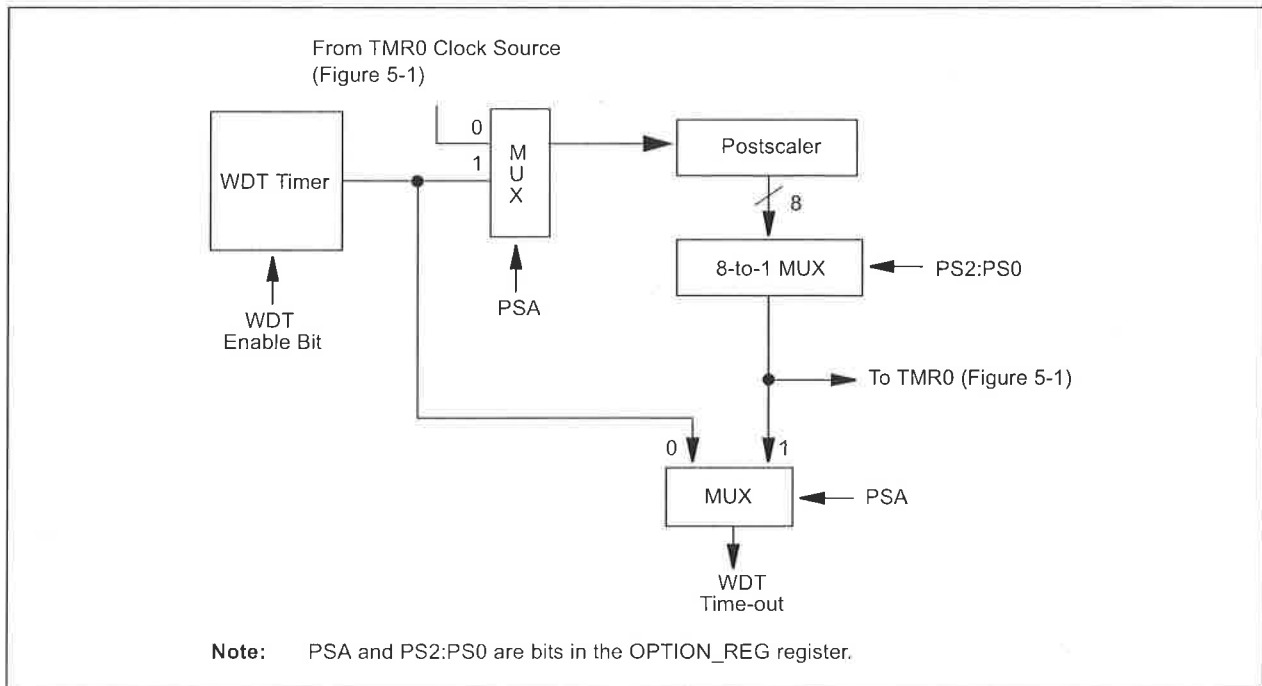 From TMR0 Clock Source
(Figure 5-1)
0
1
M
U
X
WDT Timer
Postscaler
8
8-to-1 MUX
PS2:PS0
PSA
WDT
Enable Bit
To TMR0 (Figure 5-1)
0
1
MUX
PSA
WDT
Time-out
Note: PSA and PS2:PS0 are bits in the OPTION_REG register.